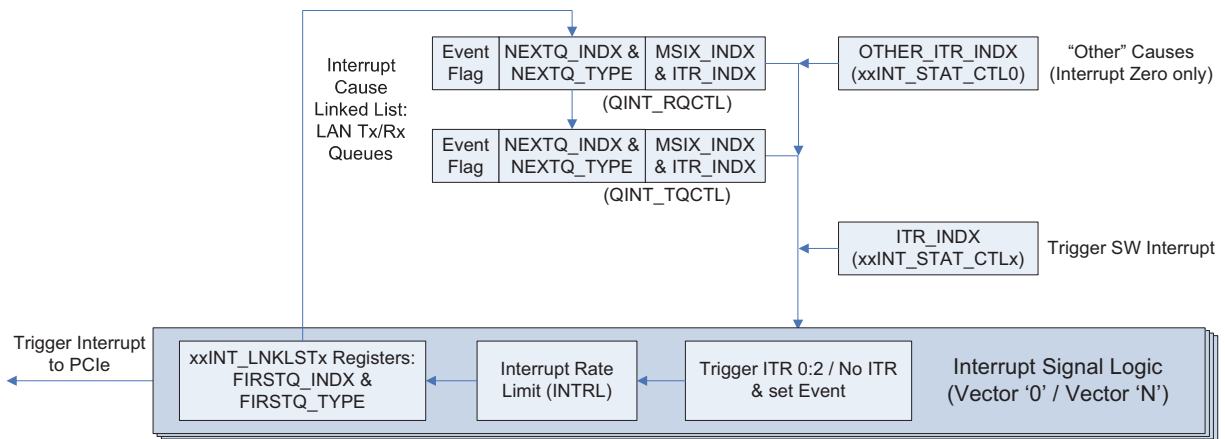 Interrupt
Cause
Linked List:
LAN Tx/Rx
Queues
Event
Flag
NEXTQ_INDX &
NEXTQ_TYPE
MSIX_INDX
& ITR_INDX
(QINT_RQCTL)
OTHER_ITR_INDX
(xxINT_STAT_CTL0)
“Other” Causes
(Interrupt Zero only)
Event
Flag
NEXTQ_INDX &
NEXTQ_TYPE
MSIX_INDX
& ITR_INDX
(QINT_TQCTL)
ITR_INDX
(xxINT_STAT_CTLx)
Trigger SW Interrupt
Trigger Interrupt
to PCIe
xxINT_LNKLSTx Registers:
FIRSTQ_INDX &
FIRSTQ_TYPE
Interrupt Rate
Limit (INTRL)
Trigger ITR 0:2 / No ITR
& set Event
Interrupt Signal Logic
(Vector ‘0’ / Vector ‘N’)